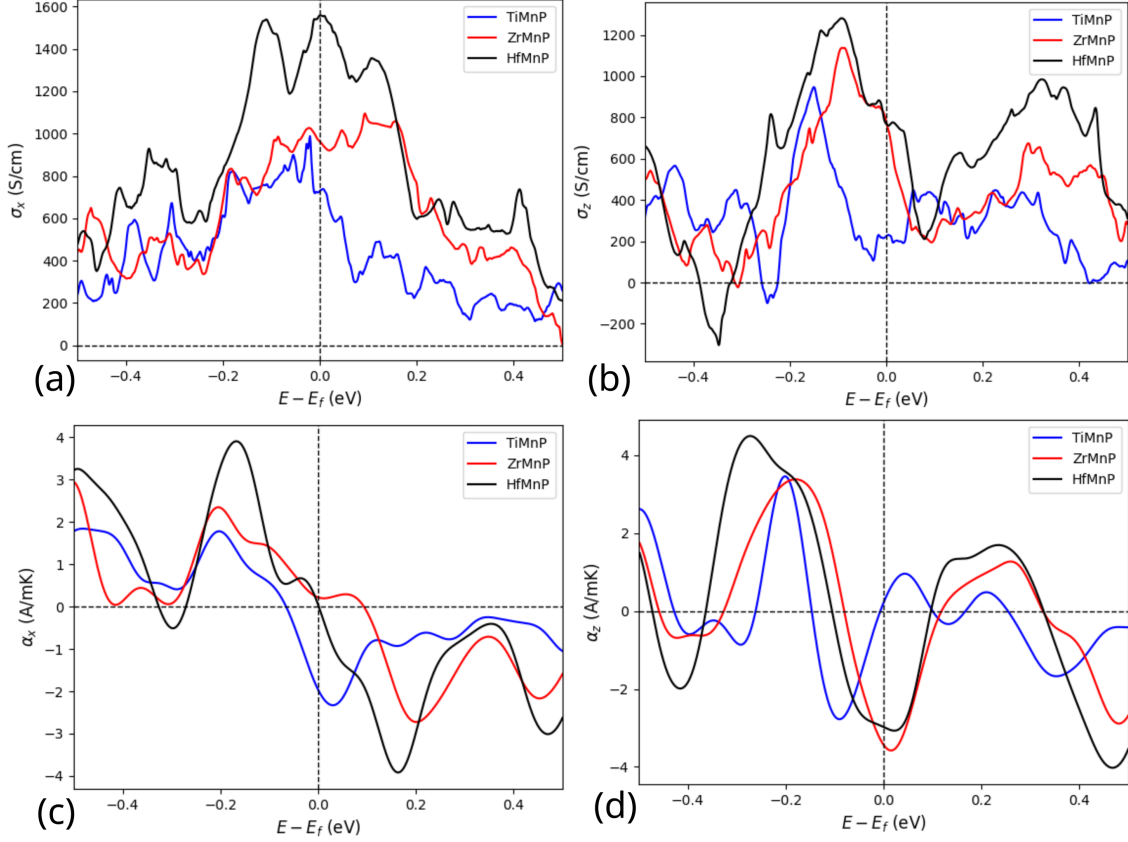 1600
1400
1200
1000
800
600
400
200
0
σx (S/cm)
TiMnP
ZrMnP
HfMnP
−0.4
−0.2
0.0
0.2
0.4
E − Ef (eV)
(a)
1200
1000
800
600
400
200
0
−200
σz (S/cm)
TiMnP
ZrMnP
HfMnP
−0.4
−0.2
0.0
0.2
0.4
E − Ef (eV)
(b)
4
3
2
1
0
−1
−2
−3
−4
αx (A/mK)
TiMnP
ZrMnP
HfMnP
−0.4
−0.2
0.0
0.2
0.4
E − Ef (eV)
(c)
4
2
0
−2
−4
αz (A/mK)
TiMnP
ZrMnP
HfMnP
−0.4
−0.2
0.0
0.2
0.4
E − Ef (eV)
(d)